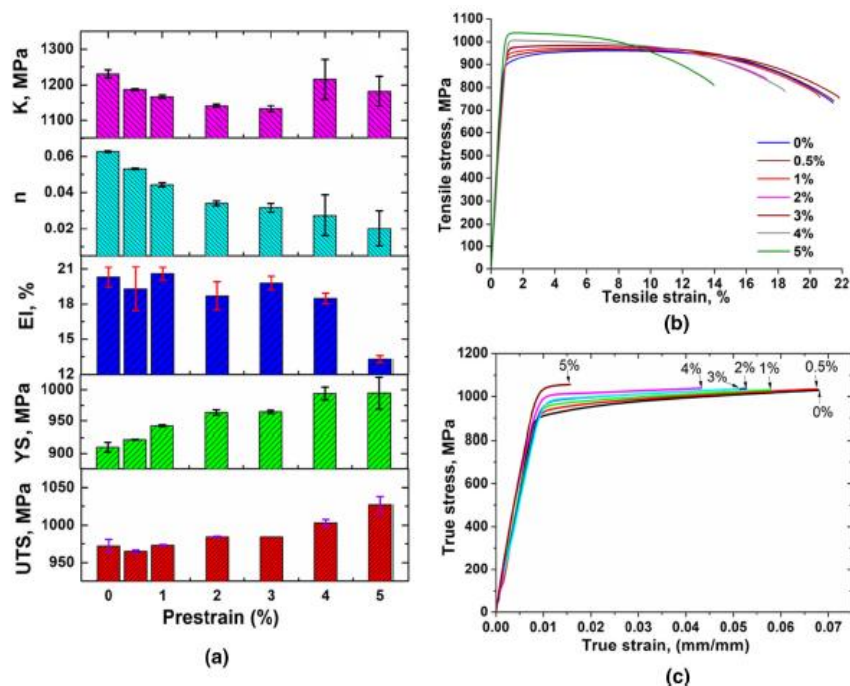 K, MPa
1300
1200
1100
n
0.06
0.04
0.02
El, %
21
18
15
12
YS, MPa
1000
950
900
UTS, MPa
1050
1000
950
0 1 2 3 4 5
Prestrain (%)
(a)
Tensile stress, MPa
1100
1000
900
800
700
600
500
400
300
200
100
0
0%
0.5%
1%
2%
3%
4%
5%
0 2 4 6 8 10 12 14 16 18 20 22
Tensile strain, %
(b)
True stress, MPa
1200
1000
800
600
400
200
0
5% 4% 3% 2% 1% 0.5%
0%
0.00 0.01 0.02 0.03 0.04 0.05 0.06 0.07
True strain, (mm/mm)
(c)